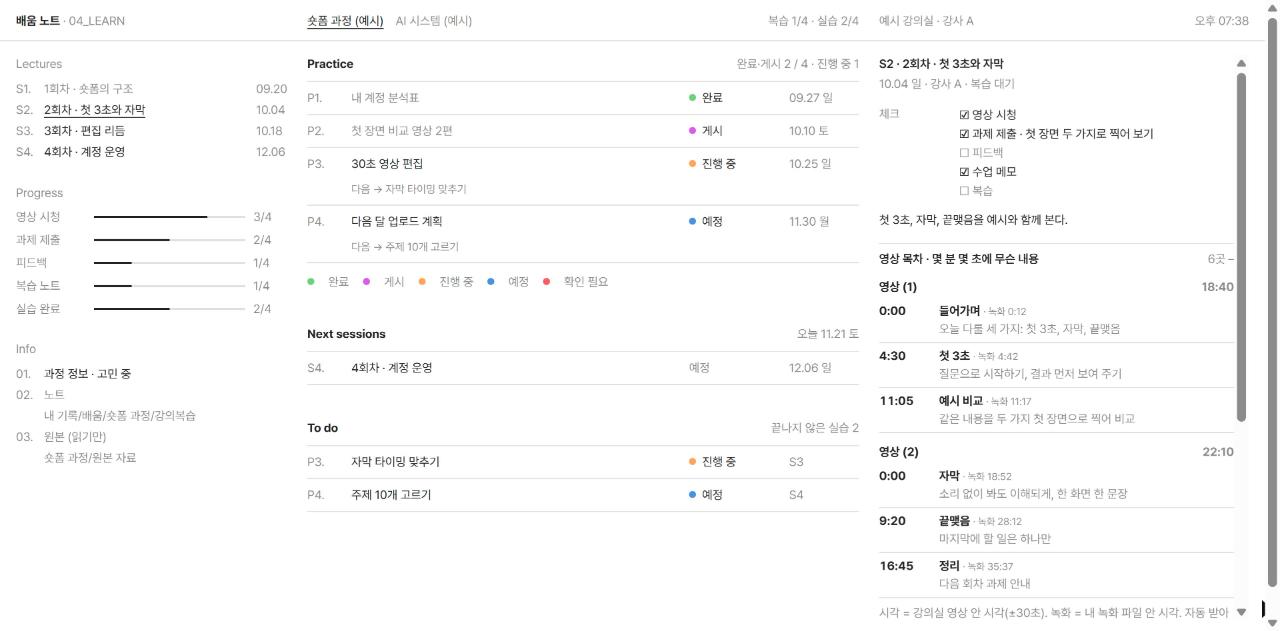 배움 노트 · 04_LEARN
숏폼 과정 (예시) AI 시스템 (예시)
복습 1/4 · 실습 2/4
예시 강의실 · 강사 A
오후 07:38
Lectures
S1. 1회차 · 숏폼의 구조 09.20
S2. 2회차 · 첫 3초와 자막 10.04
S3. 3회차 · 편집 리듬 10.18
S4. 4회차 · 계정 운영 12.06
Progress
영상 시청 3/4
과제 제출 2/4
피드백 1/4
복습 노트 1/4
실습 완료 2/4
Info
01. 과정 정보 · 고민 중
02. 노트
내 기록/배움/숏폼 과정/강의복습
03. 원본 (읽기만)
숏폼 과정/원본 자료
Practice 완료·게시 2 / 4 · 진행 중 1
P1. 내 계정 분석표 완료 09.27 일
P2. 첫 장면 비교 영상 2편 게시 10.10 토
P3. 30초 영상 편집 진행 중 10.25 일
다음 → 자막 타이밍 맞추기
P4. 다음 달 업로드 계획 예정 11.30 월
다음 → 주제 10개 고르기
완료 게시 진행 중 예정 확인 필요
Next sessions 오늘 11.21 토
S4. 4회차 · 계정 운영 예정 12.06 일
To do 끝나지 않은 실습 2
P3. 자막 타이밍 맞추기 진행 중 S3
P4. 주제 10개 고르기 예정 S4
S2 · 2회차 · 첫 3초와 자막
10.04 일 · 강사 A · 복습 대기
체크 ☑ 영상 시청
☑ 과제 제출 · 첫 장면 두 가지로 찍어 보기
☐ 피드백
☑ 수업 메모
☐ 복습
첫 3초, 자막, 끝맺음을 예시와 함께 본다.
영상 목차 · 몇 분 몇 초에 무슨 내용 6곳 –
영상 (1) 18:40
0:00 들어가며 · 녹화 0:12
오늘 다룰 세 가지: 첫 3초, 자막, 끝맺음
4:30 첫 3초 · 녹화 4:42
질문으로 시작하기, 결과 먼저 보여 주기
11:05 예시 비교 · 녹화 11:17
같은 내용을 두 가지 첫 장면으로 찍어 비교
영상 (2) 22:10
0:00 자막 · 녹화 18:52
소리 없이 봐도 이해되게, 한 화면 한 문장
9:20 끝맺음 · 녹화 28:12
마지막에 할 일은 하나만
16:45 정리 · 녹화 35:37
다음 회차 과제 안내
시각 = 강의실 영상 안 시각(±30초). 녹화 = 내 녹화 파일 안 시각. 자동 받아